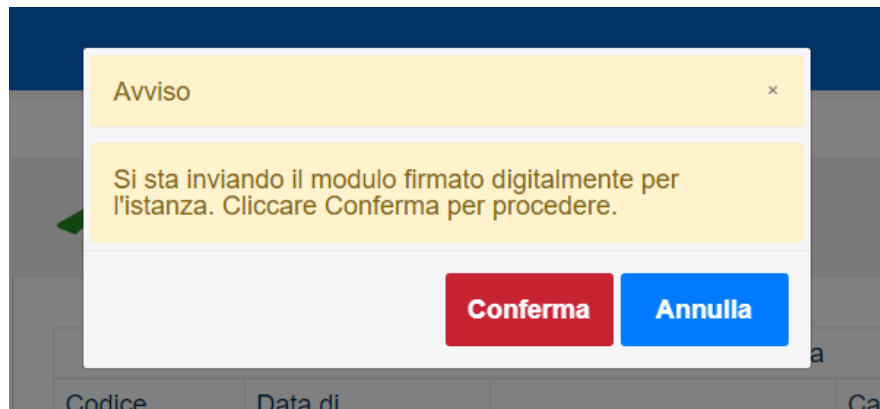 Avviso
×
Si sta inviando il modulo firmato digitalmente per
l'istanza. Cliccare Conferma per procedere.
Conferma
Annulla
a
Codice
Data di
Ca